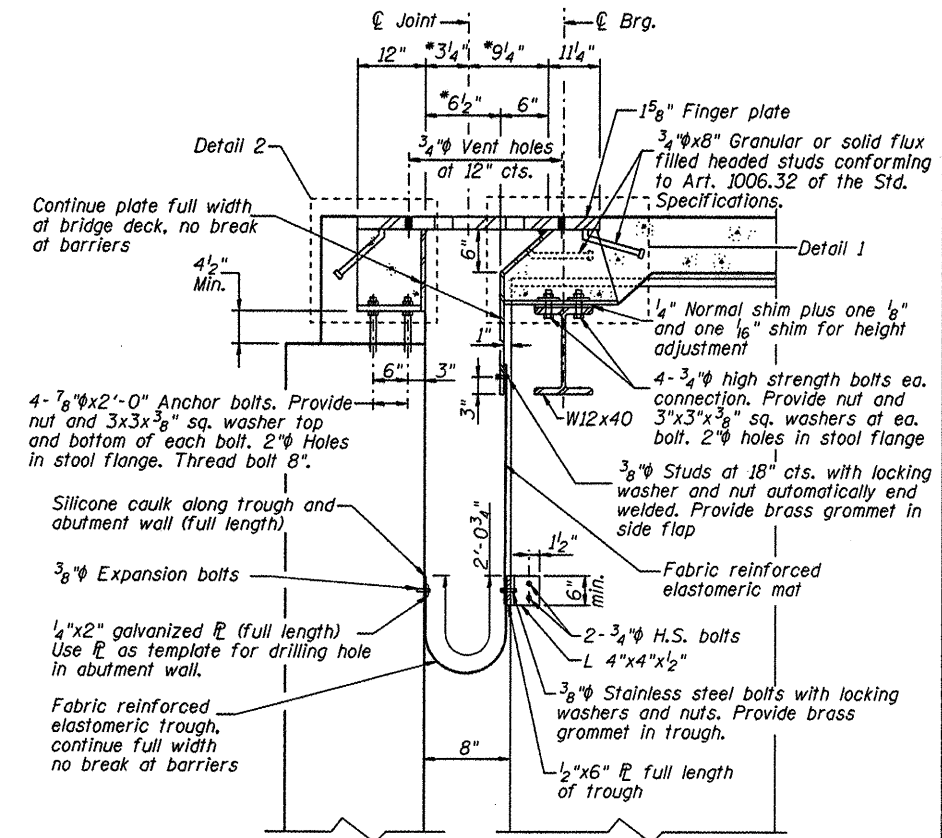 ℄ Joint
℄ Brg.
12"
*3¼"
*9¼"
11¼"
*6½"
6"
1⅝" Finger plate
¾"φ Vent holes
at 12" cts.
¾"φx8" Granular or solid flux
filled headed studs conforming
to Art. 1006.32 of the Std.
Specifications.
Detail 2
Continue plate full width
at bridge deck, no break
at barriers
6"
Detail 1
4½"
Min.
¼" Normal shim plus one ⅛"
and one 1/16" shim for height
adjustment
1"
6"
3"
3"
4- ⅞"φx2'-0" Anchor bolts. Provide
nut and 3x3x⅜" sq. washer top
and bottom of each bolt. 2"φ Holes
in stool flange. Thread bolt 8".
W12x40
4- ¾"φ high strength bolts ea.
connection. Provide nut and
3"x3"x⅜" sq. washers at ea.
bolt. 2"φ holes in stool flange
⅜"φ Studs at 18" cts. with locking
washer and nut automatically end
welded. Provide brass grommet in
side flap
Silicone caulk along trough and
abutment wall (full length)
2'-0¾"
1½"
⅜"φ Expansion bolts
6"
min.
Fabric reinforced
elastomeric mat
¼"x2" galvanized ℙ (full length)
Use ℙ as template for drilling hole
in abutment wall.
2- ¾"φ H.S. bolts
L 4"x4"x½"
Fabric reinforced
elastomeric trough,
continue full width
no break at barriers
⅜"φ Stainless steel bolts with locking
washers and nuts. Provide brass
grommet in trough.
8"
½"x6" ℙ full length
of trough